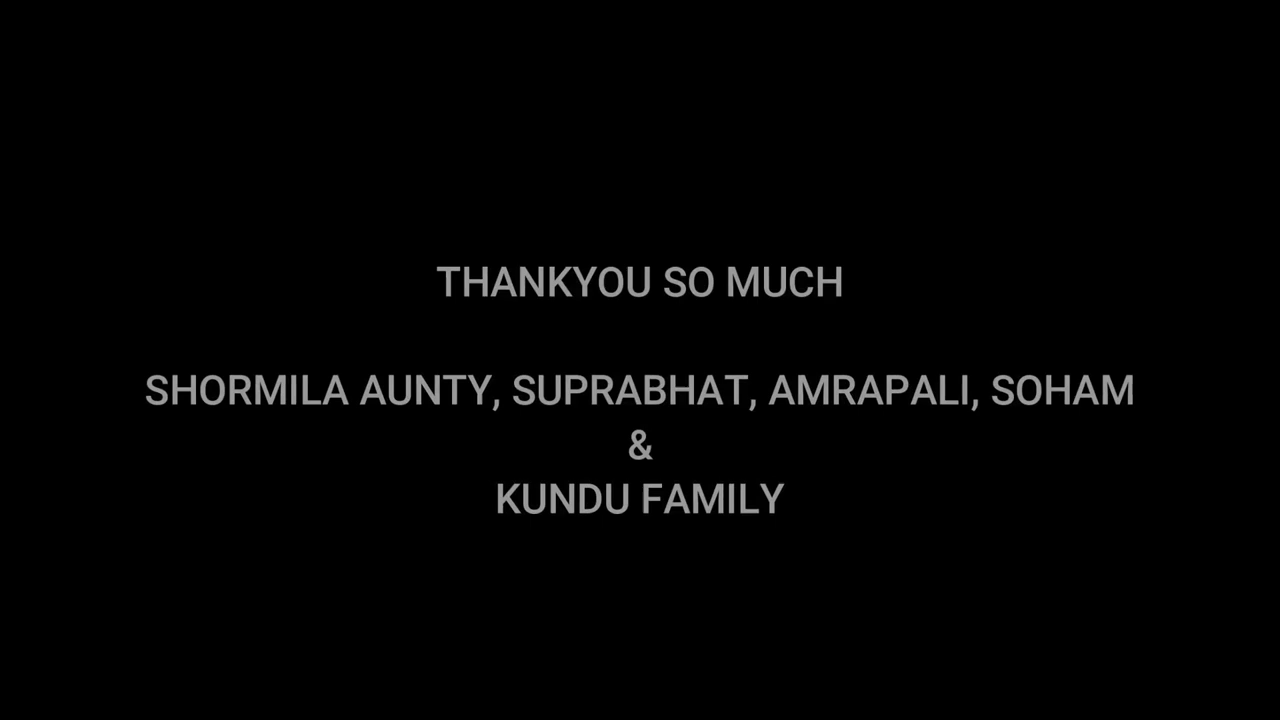 THANKYOU SO MUCH
SHORMILA AUNTY, SUPRABHAT, AMRAPALI, SOHAM
&
KUNDU FAMILY